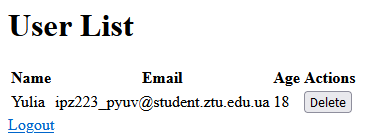 User List
Name Email Age Actions
Yulia ipz223_pyuv@student.ztu.edu.ua 18 Delete
Logout